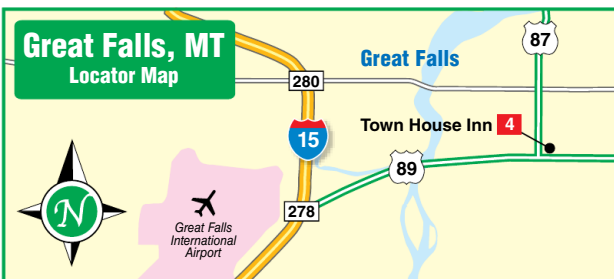 Great Falls, MT
Locator Map
87
Great Falls
280
Town House Inn 4
15
89
N
278
Great Falls
International
Airport